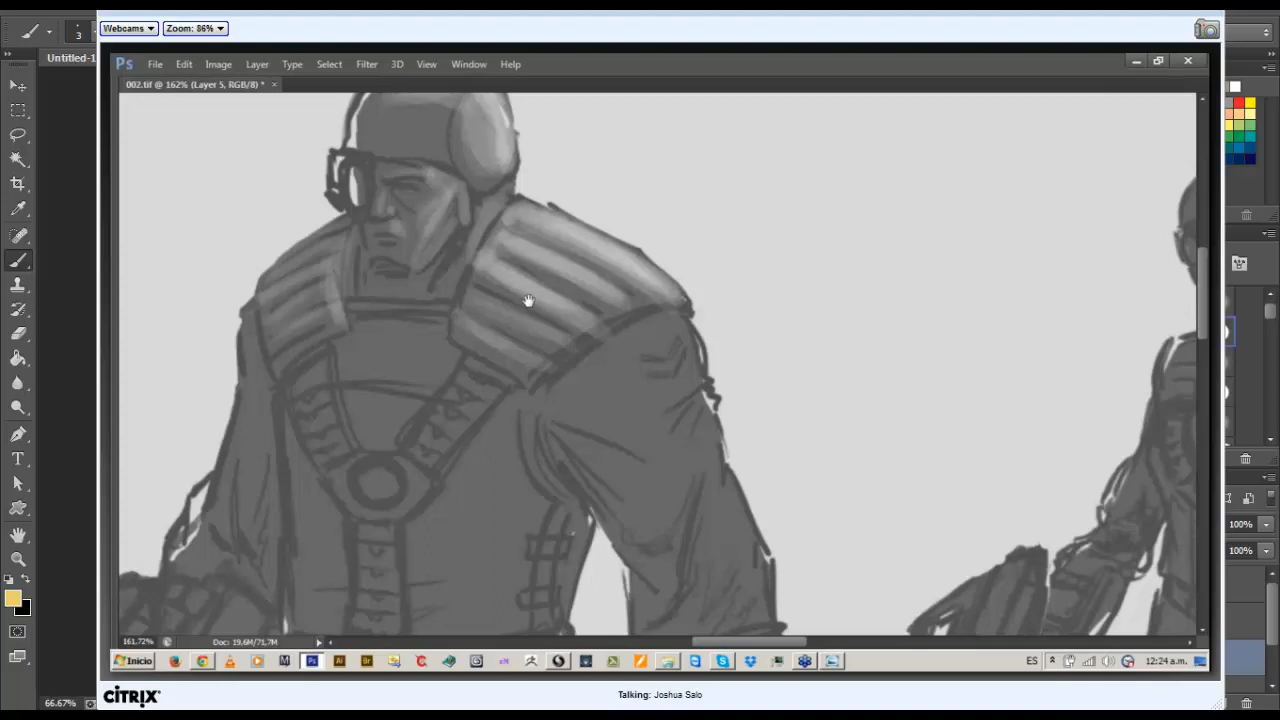 3
Webcams
Zoom: 86%
Untitled-1
Ps File Edit Image Layer Type Select Filter 3D View Window Help
002.tif @ 162% (Layer 5, RGB/8) *
100%
100%
161.72% Doc: 19,6M/71,7M
Inicio
ES 12:24 a.m.
CiTRIX
Talking: Joshua Salo
66.67%